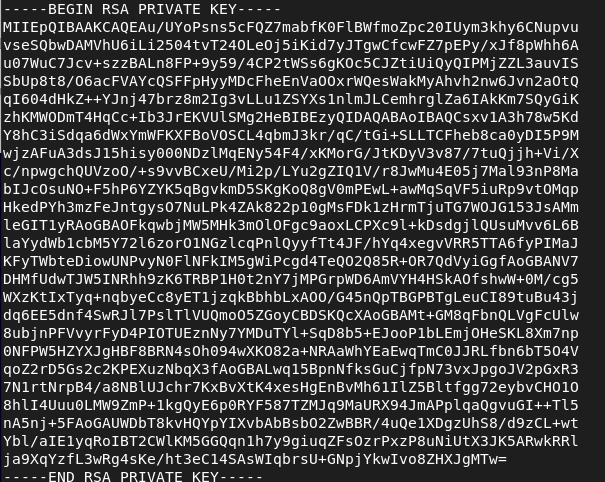 -----BEGIN RSA PRIVATE KEY-----
MIIEpQIBAAKCAQEAu/UYoPsns5cFQZ7mabfK0FlBWfmoZpc20IUym3khy6CNupvu
vseSQbwDAMVhU6iLi2504tvT24OLeOj5iKid7yJTgwCfcwFZ7pEPy/xJf8pWhh6A
u07WuC7Jcv+szzBALn8FP+9y59/4CP2tWSs6gKOc5CJZtiUiQyQIPMjZZL3auvIS
SbUp8t8/O6acFVAYcQSFFpHyyMDcFheEnVaOOxrWQesWakMyAhvh2nw6Jvn2aOtQ
qI604dHkZ++YJnj47brz8m2Ig3vLLu1ZSYXs1nlmJLCemhrglZa6IAkKm7SQyGiK
zhKMWODmT4HqCc+Ib3JrEKVUlSMg2HeBIBEzyQIDAQABAoIBAQCsxv1A3h78w5Kd
Y8hC3iSdqa6dWxYmWFKXFBoVOSCL4qbmJ3kr/qC/tGi+SLLTCFheb8ca0yDI5P9M
wjzAFuA3dsJ15hisy000NDzlMqENy54F4/xKMorG/JtKDyV3v87/7tuQjjh+Vi/X
c/npwgchQUVzoO/+s9vvBCxeU/Mi2p/LYu2gZIQ1V/r8JwMu4E05j7Mal93nP8Ma
bIJcOsuNO+F5hP6YZYK5qBgvkmD5SKgKoQ8gV0mPEwL+awMqSqVF5iuRp9vtOMqp
HkedPYh3mzFeJntgysO7NuLPk4ZAk822p10gMsFDk1zHrmTjuTG7WOJG153JsAMm
leGIT1yRAoGBAOFkqwbjMW5MHk3mOlOFgc9aoxLCPXc9l+kDsdgjlQUsuMvv6L6B
laYydWb1cbM5Y72l6zorO1NGzlcqPnlQyyfTt4JF/hYq4xegvVRR5TTA6fyPIMaJ
KFyTWbteDiowUNPvyN0FlNFkIM5gWiPcgd4TeQO2Q85R+OR7QdVyiGgfAoGBANV7
DHMfUdwTJW5INRhh9zK6TRBP1H0t2nY7jMPGrpWD6AmVYH4HSkAOfshwW+0M/cg5
WXzKtIxTyq+nqbyeCc8yET1jzqkBbhbLxAOO/G45nQpTBGPBTgLeuCI89tuBu43j
dq6EE5dnf4SwRJl7PslTlVUQmoO5ZGoyCBDSKQcXAoGBAMt+GM8qFbnQLVgFcUlw
8ubjnPFVvyrFyD4PIOTUEznNy7YMDuTYl+SqD8b5+EJooP1bLEmjOHeSKL8Xm7np
0NFPW5HZYXJgHBF8BRN4sOh094wXKO82a+NRAaWhYEaEwqTmC0JJRLfbn6bT5O4V
qoZ2rD5Gs2c2KPEXuzNbqX3fAoGBALwq15BpnNfksGuCjfpN73vxJpgoJV2pGxR3
7N1rtNrpB4/a8NBlUJchr7KxBvXtK4xesHgEnBvMh61IlZ5Bltfgg72eybvCHO1O
8hlI4Uuu0LMW9ZmP+1kgQyE6p0RYF587TZMJq9MaURX94JmAPplqaQgvuGI++Tl5
nA5nj+5FAoGAUWDbT8kvHQYpYIXvbAbBsbO2ZwBBR/4uQe1XDgzUhS8/d9zCL+wt
Ybl/aIE1yqRoIBT2CWlKM5GGQqn1h7y9giuqZFsOzrPxzP8uNiUtX3JK5ARwkRRl
ja9XqYzfL3wRg4sKe/ht3eC14SAsWIqbrsU+GNpjYkwIvo8ZHXJgMTw=
-----END RSA PRIVATE KEY-----